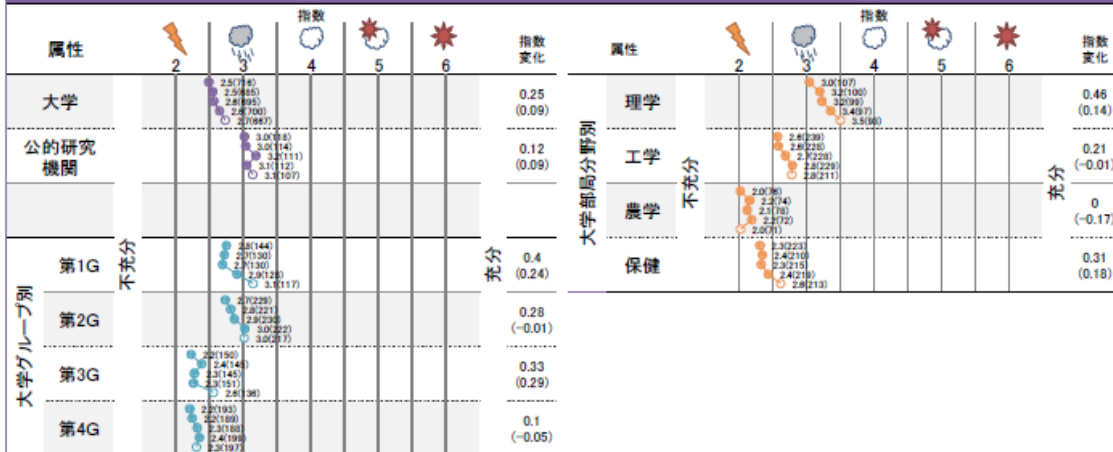 属性
指数
2 3 4 5 6
指数
変化
大学
2.5(716)
2.5(685)
2.6(695)
2.6(700)
2.7(667)
0.25
(0.09)
公的研究
機関
3.0(118)
3.0(114)
3.2(111)
3.1(112)
3.1(107)
0.12
(0.09)
不充分
充分
大学グループ別
第1G
2.8(144)
2.7(130)
2.7(130)
2.9(128)
3.1(117)
0.4
(0.24)
第2G
2.7(229)
2.8(221)
2.9(230)
3.0(222)
3.0(217)
0.28
(-0.01)
第3G
2.2(150)
2.4(145)
2.3(145)
2.3(151)
2.6(136)
0.33
(0.29)
第4G
2.2(193)
2.2(189)
2.3(188)
2.4(199)
2.3(197)
0.1
(-0.05)
属性
指数
2 3 4 5 6
指数
変化
大学部局分野別
不充分
充分
理学
3.0(107)
3.2(100)
3.2(99)
3.4(97)
3.5(98)
0.46
(0.14)
工学
2.6(239)
2.6(228)
2.7(228)
2.8(229)
2.8(211)
0.21
(-0.01)
農学
2.0(76)
2.2(74)
2.1(78)
2.2(72)
2.0(71)
0
(-0.17)
保健
2.3(223)
2.4(210)
2.3(215)
2.4(218)
2.6(213)
0.31
(0.18)